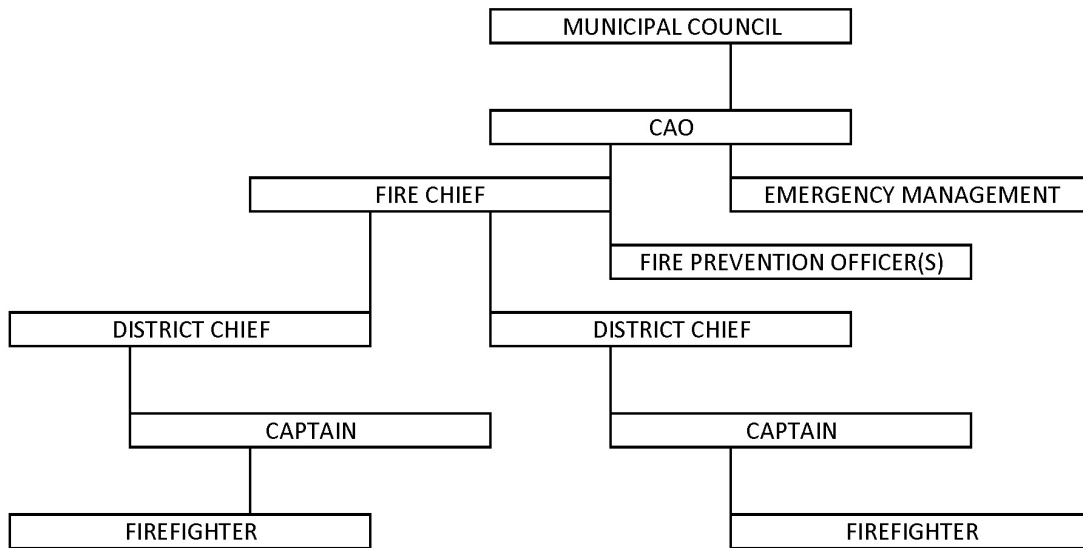 MUNICIPAL COUNCIL
CAO
FIRE CHIEF
EMERGENCY MANAGEMENT
FIRE PREVENTION OFFICER(S)
DISTRICT CHIEF
DISTRICT CHIEF
CAPTAIN
CAPTAIN
FIREFIGHTER
FIREFIGHTER